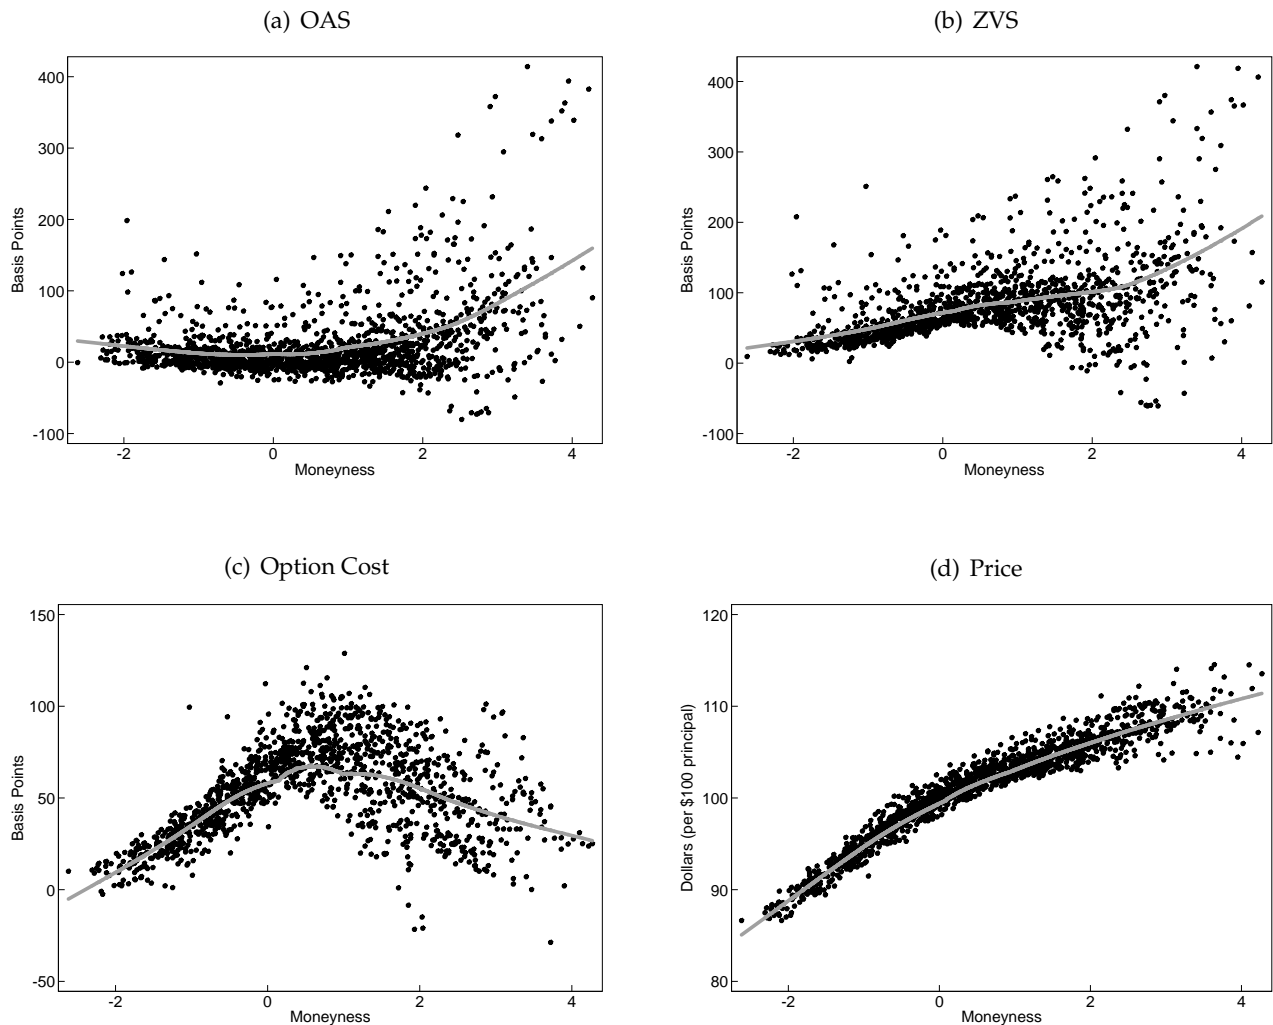 (a) OAS
400
300
200
100
0
-100
Basis Points
-2 0 2 4
Moneyness
(b) ZVS
400
300
200
100
0
-100
Basis Points
-2 0 2 4
Moneyness
(c) Option Cost
150
100
50
0
-50
Basis Points
-2 0 2 4
Moneyness
(d) Price
120
110
100
90
80
Dollars (per $100 principal)
-2 0 2 4
Moneyness